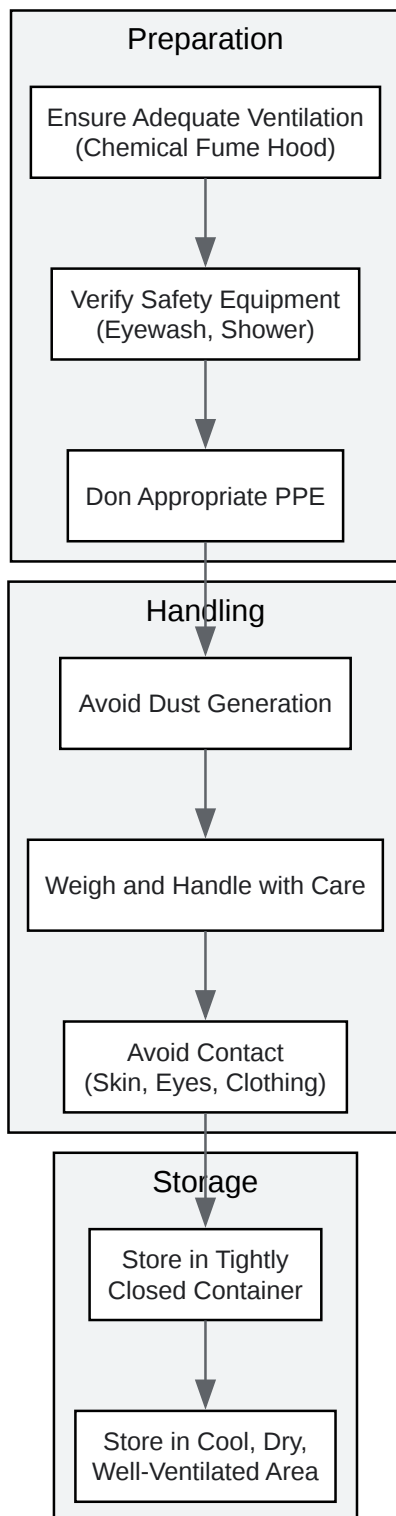 Preparation
Ensure Adequate Ventilation
(Chemical Fume Hood)
Verify Safety Equipment
(Eyewash, Shower)
Don Appropriate PPE
Handling
Avoid Dust Generation
Weigh and Handle with Care
Avoid Contact
(Skin, Eyes, Clothing)
Storage
Store in Tightly
Closed Container
Store in Cool, Dry,
Well-Ventilated Area